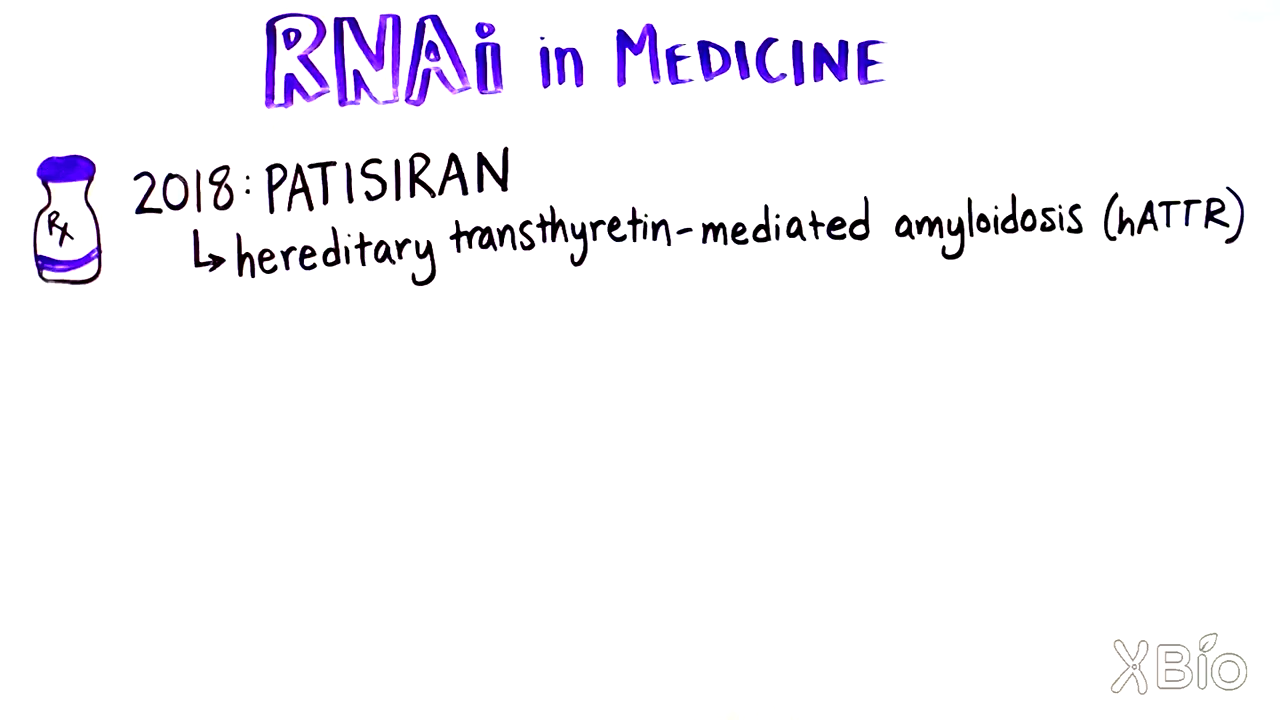 RNAi in MEDICINE
Rx
2018: PATISIRAN
↳ hereditary transthyretin-mediated amyloidosis (hATTR)
XBio